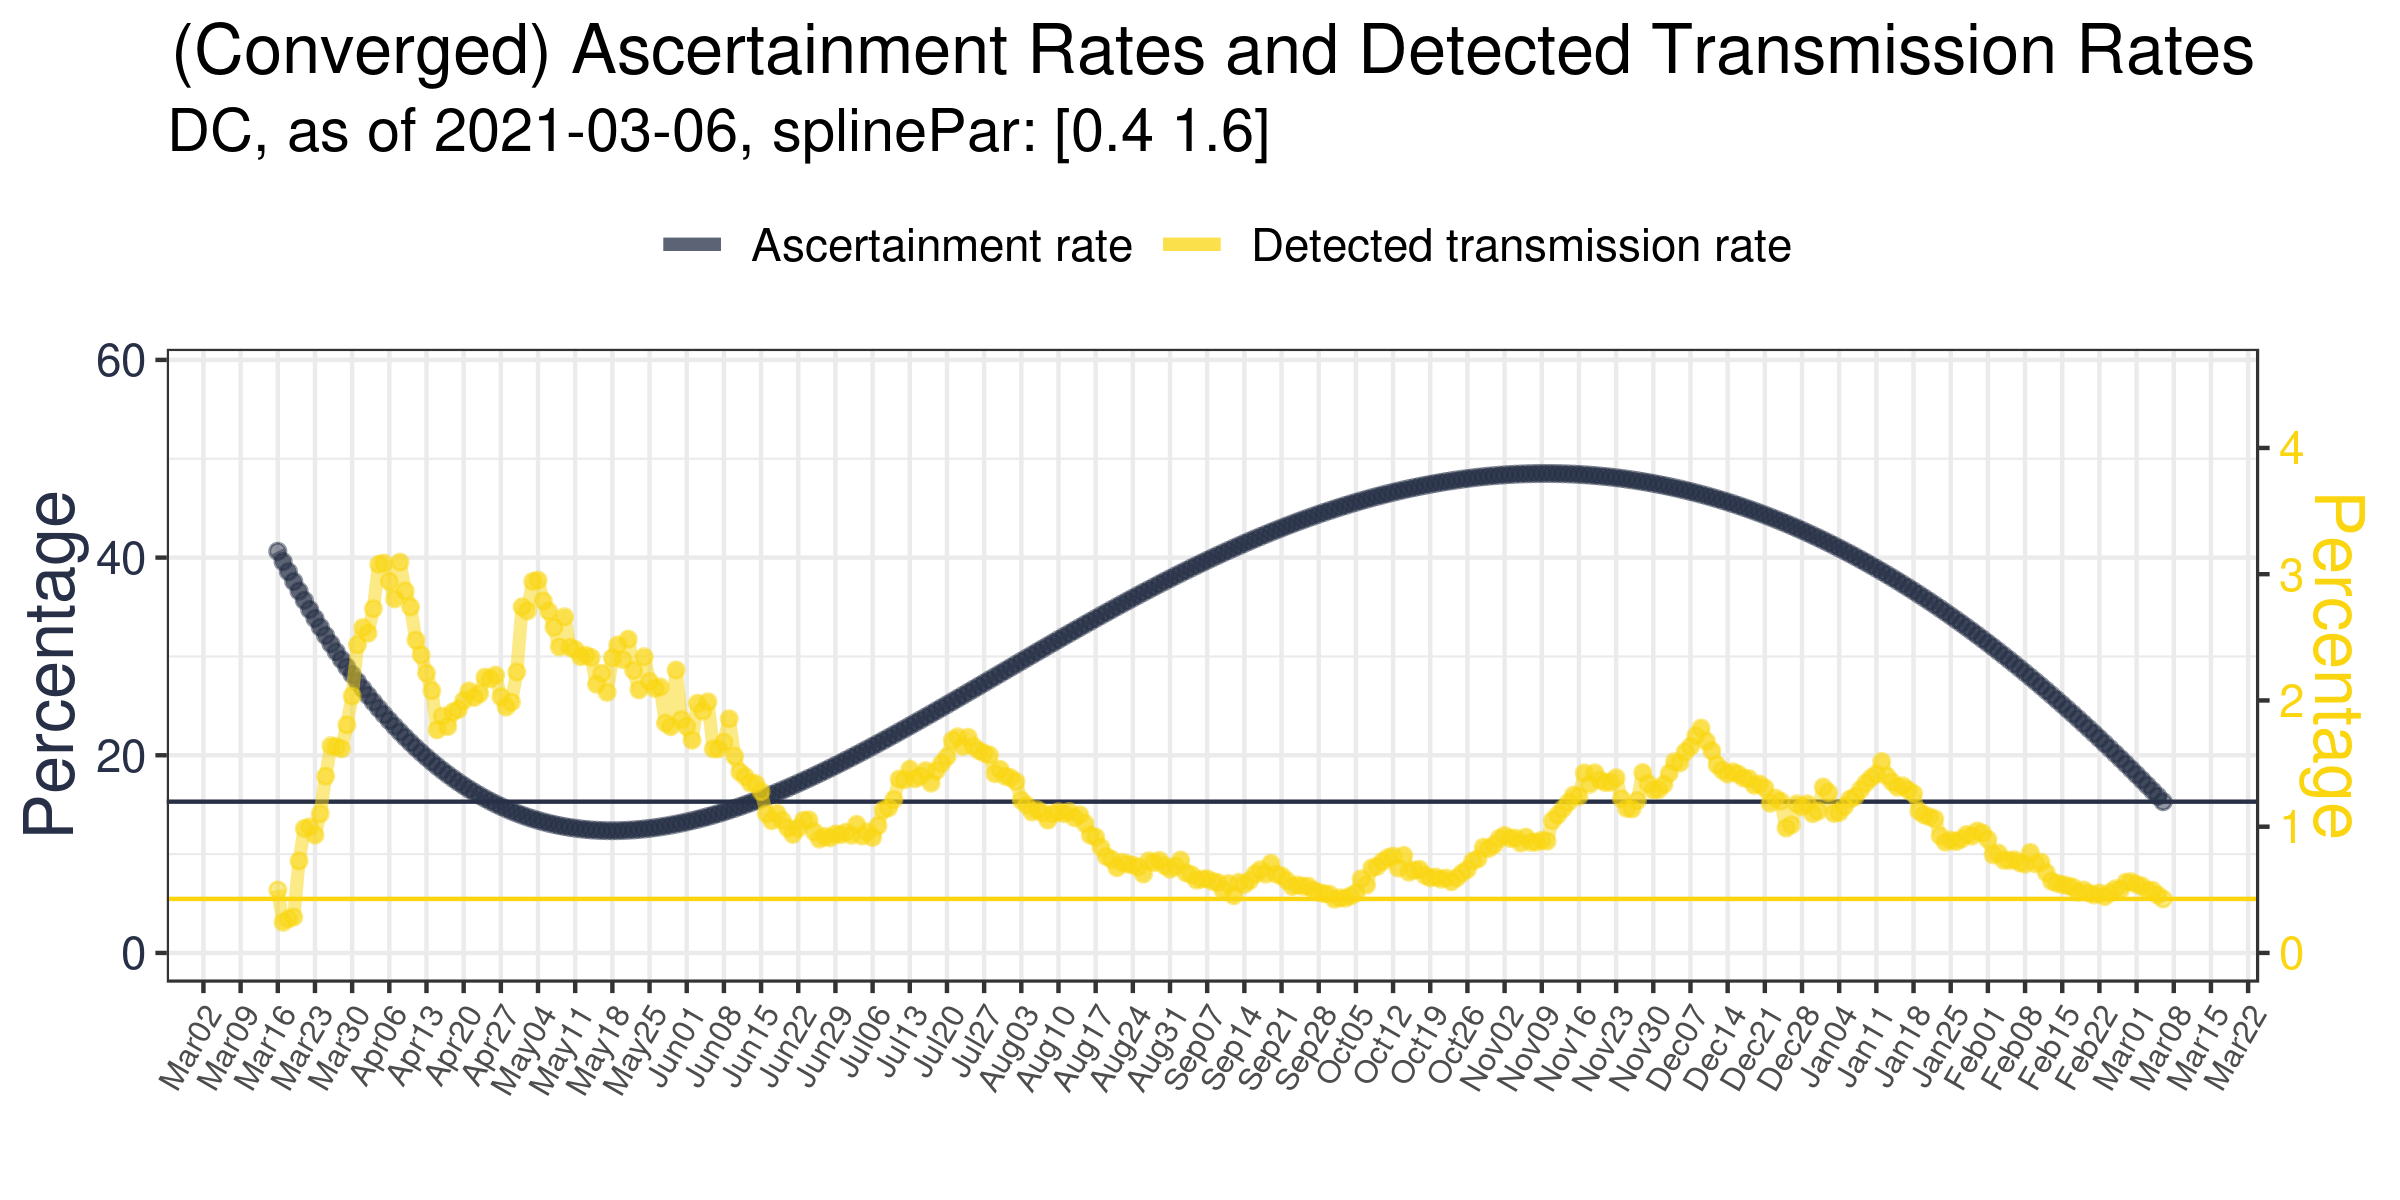 (Converged) Ascertainment Rates and Detected Transmission Rates
DC, as of 2021-03-06, splinePar: [0.4 1.6]
Ascertainment rate
Detected transmission rate
Percentage
60
40
20
0
4
3
2
1
0
Percentage
Mar02
Mar09
Mar16
Mar23
Mar30
Apr06
Apr13
Apr20
Apr27
May04
May11
May18
May25
Jun01
Jun08
Jun15
Jun22
Jun29
Jul06
Jul13
Jul20
Jul27
Aug03
Aug10
Aug17
Aug24
Aug31
Sep07
Sep14
Sep21
Sep28
Oct05
Oct12
Oct19
Oct26
Nov02
Nov09
Nov16
Nov23
Nov30
Dec07
Dec14
Dec21
Dec28
Jan04
Jan11
Jan18
Jan25
Feb01
Feb08
Feb15
Feb22
Mar01
Mar08
Mar15
Mar22